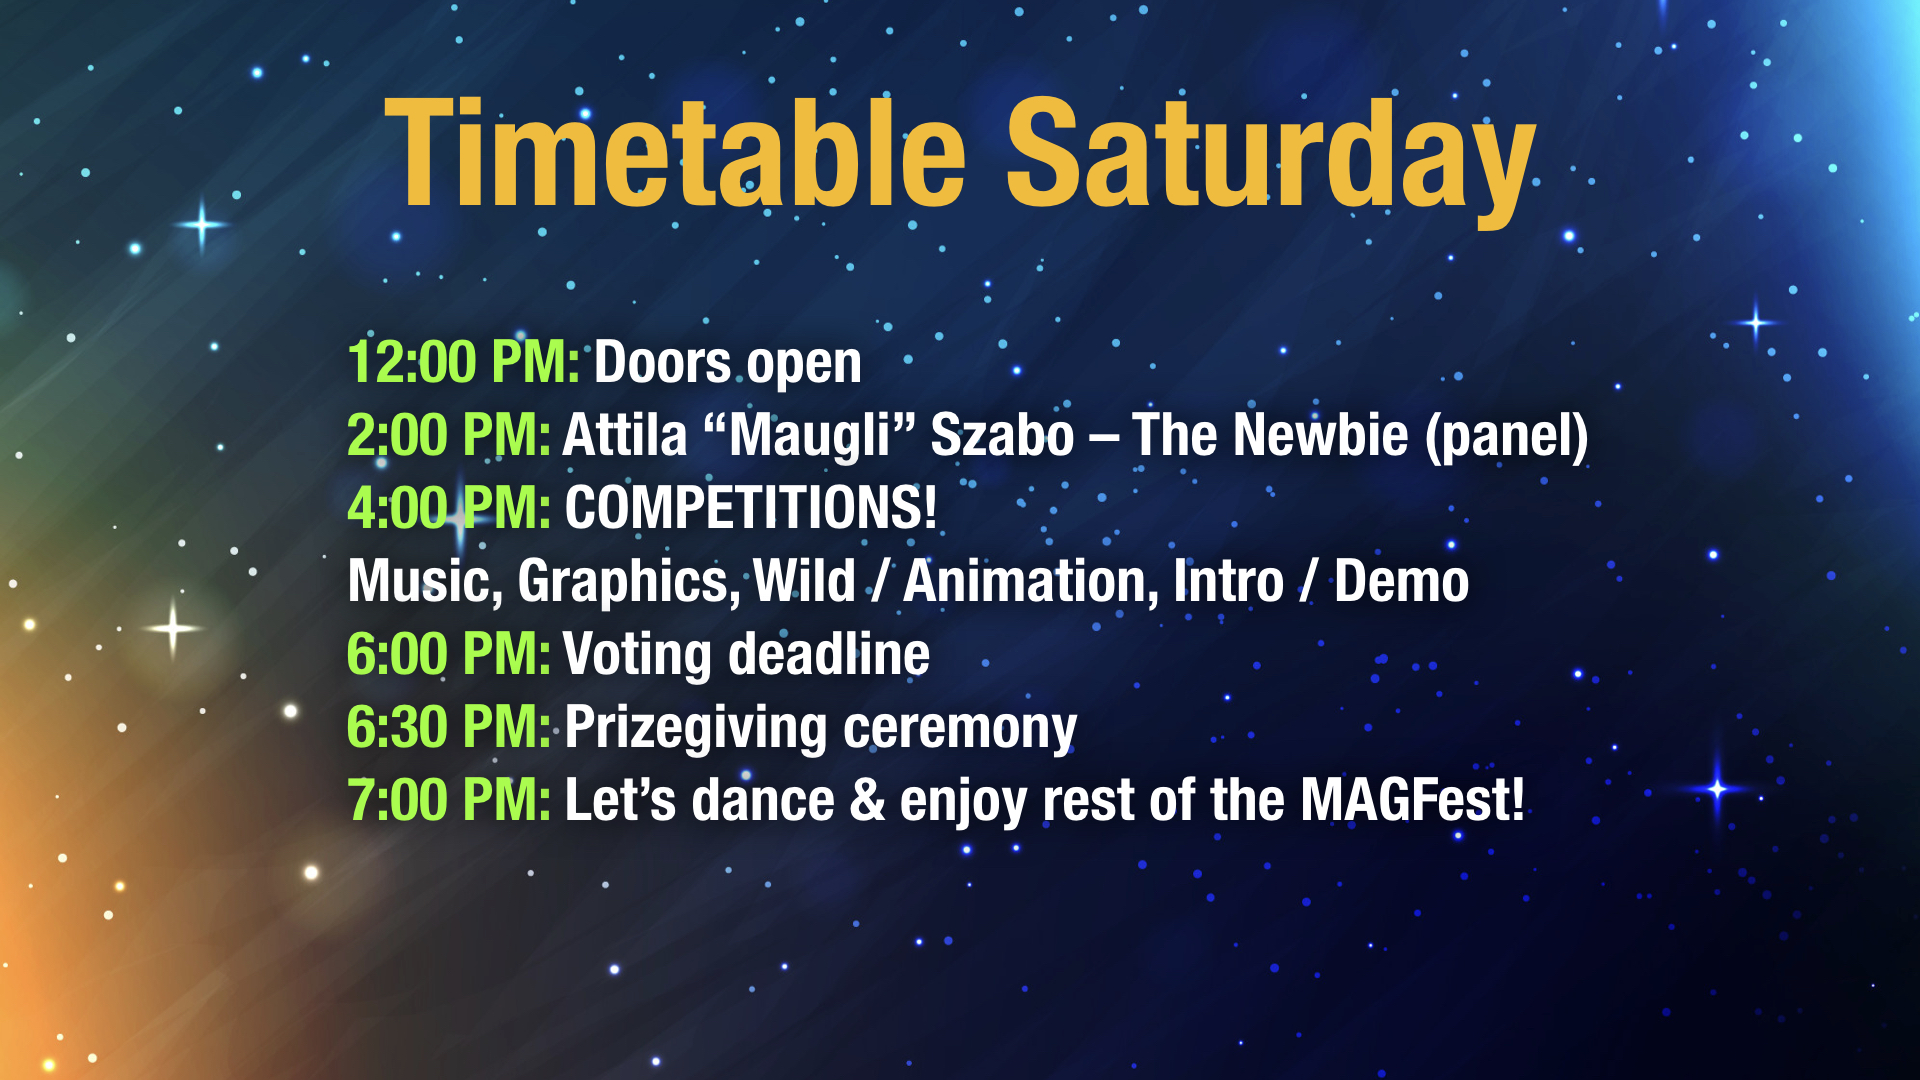 Timetable Saturday
12:00 PM: Doors open
2:00 PM: Attila “Maugli” Szabo – The Newbie (panel)
4:00 PM: COMPETITIONS!
Music, Graphics, Wild / Animation, Intro / Demo
6:00 PM: Voting deadline
6:30 PM: Prizegiving ceremony
7:00 PM: Let’s dance & enjoy rest of the MAGFest!